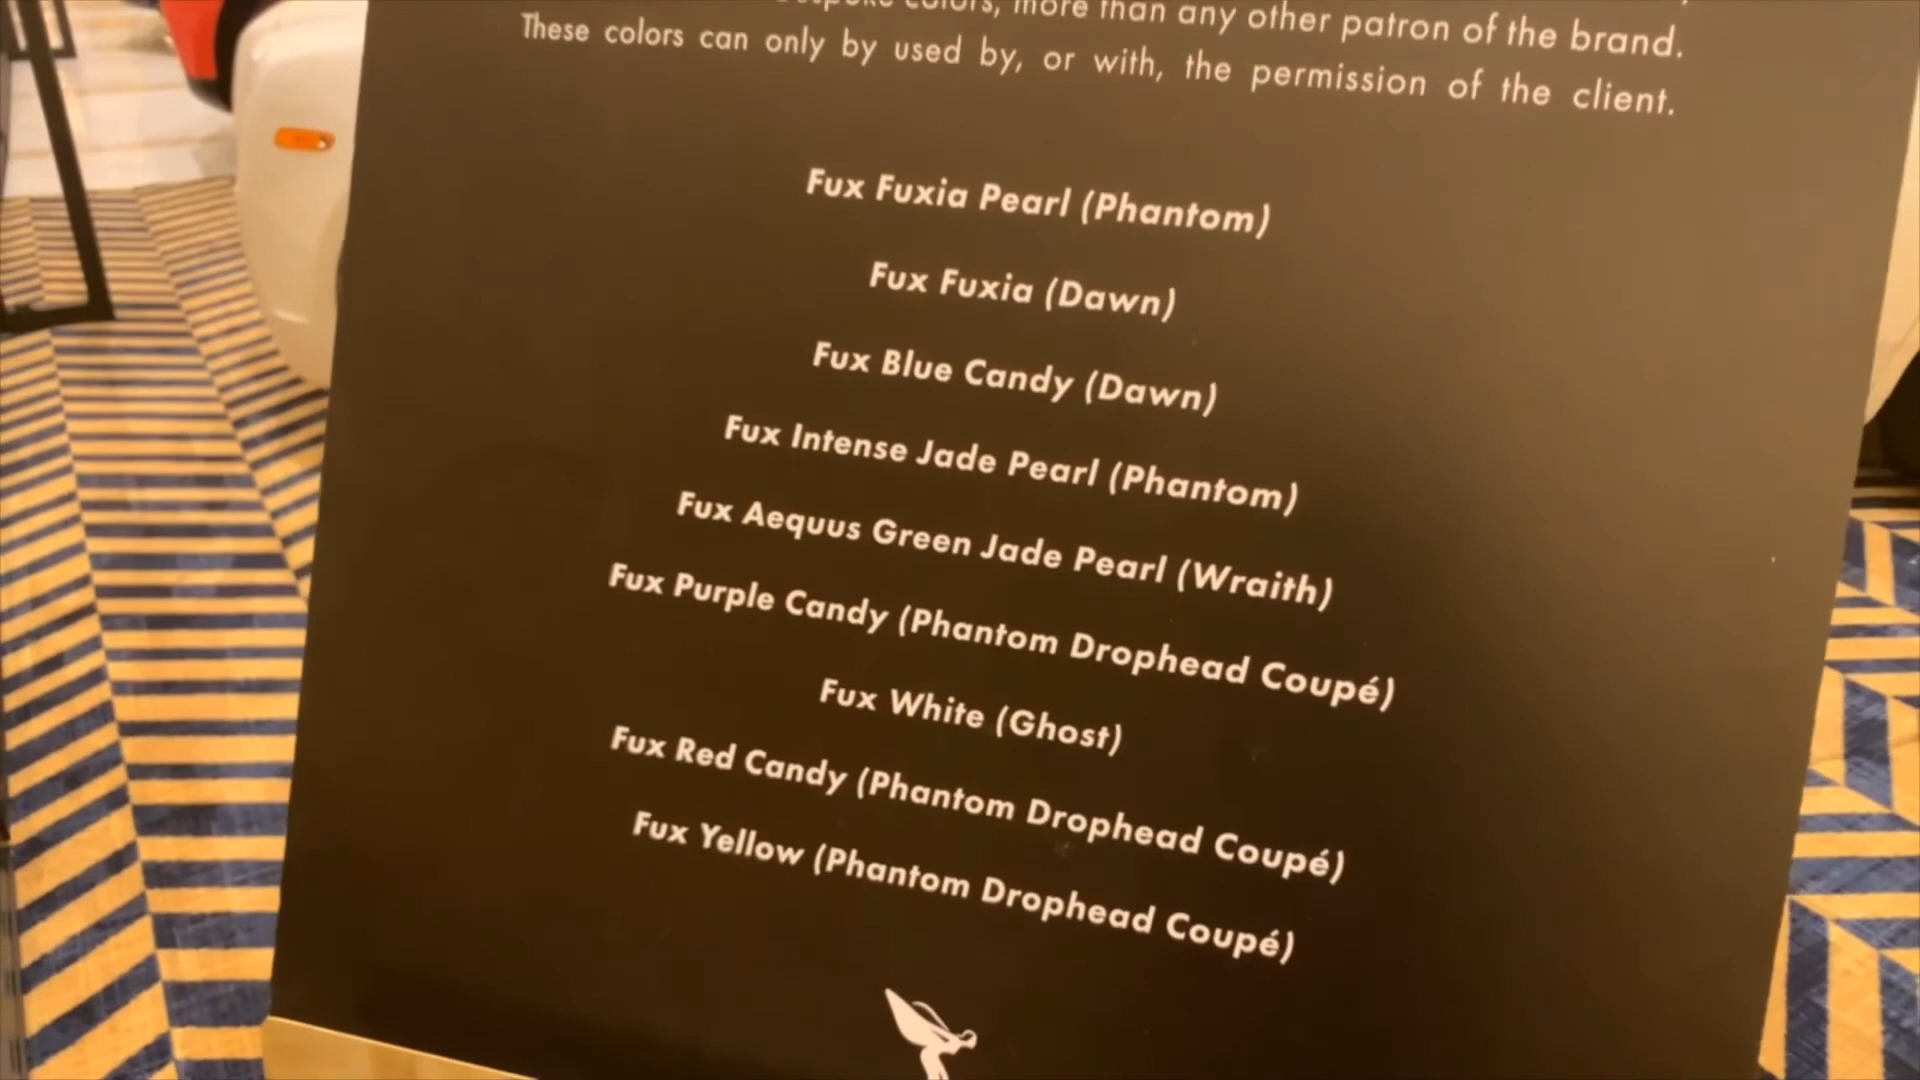 colors, more than any other patron of the brand.
These colors can only by used by, or with, the permission of the client.
Fux Fuxia Pearl (Phantom)
Fux Fuxia (Dawn)
Fux Blue Candy (Dawn)
Fux Intense Jade Pearl (Phantom)
Fux Aequus Green Jade Pearl (Wraith)
Fux Purple Candy (Phantom Drophead Coupé)
Fux White (Ghost)
Fux Red Candy (Phantom Drophead Coupé)
Fux Yellow (Phantom Drophead Coupé)